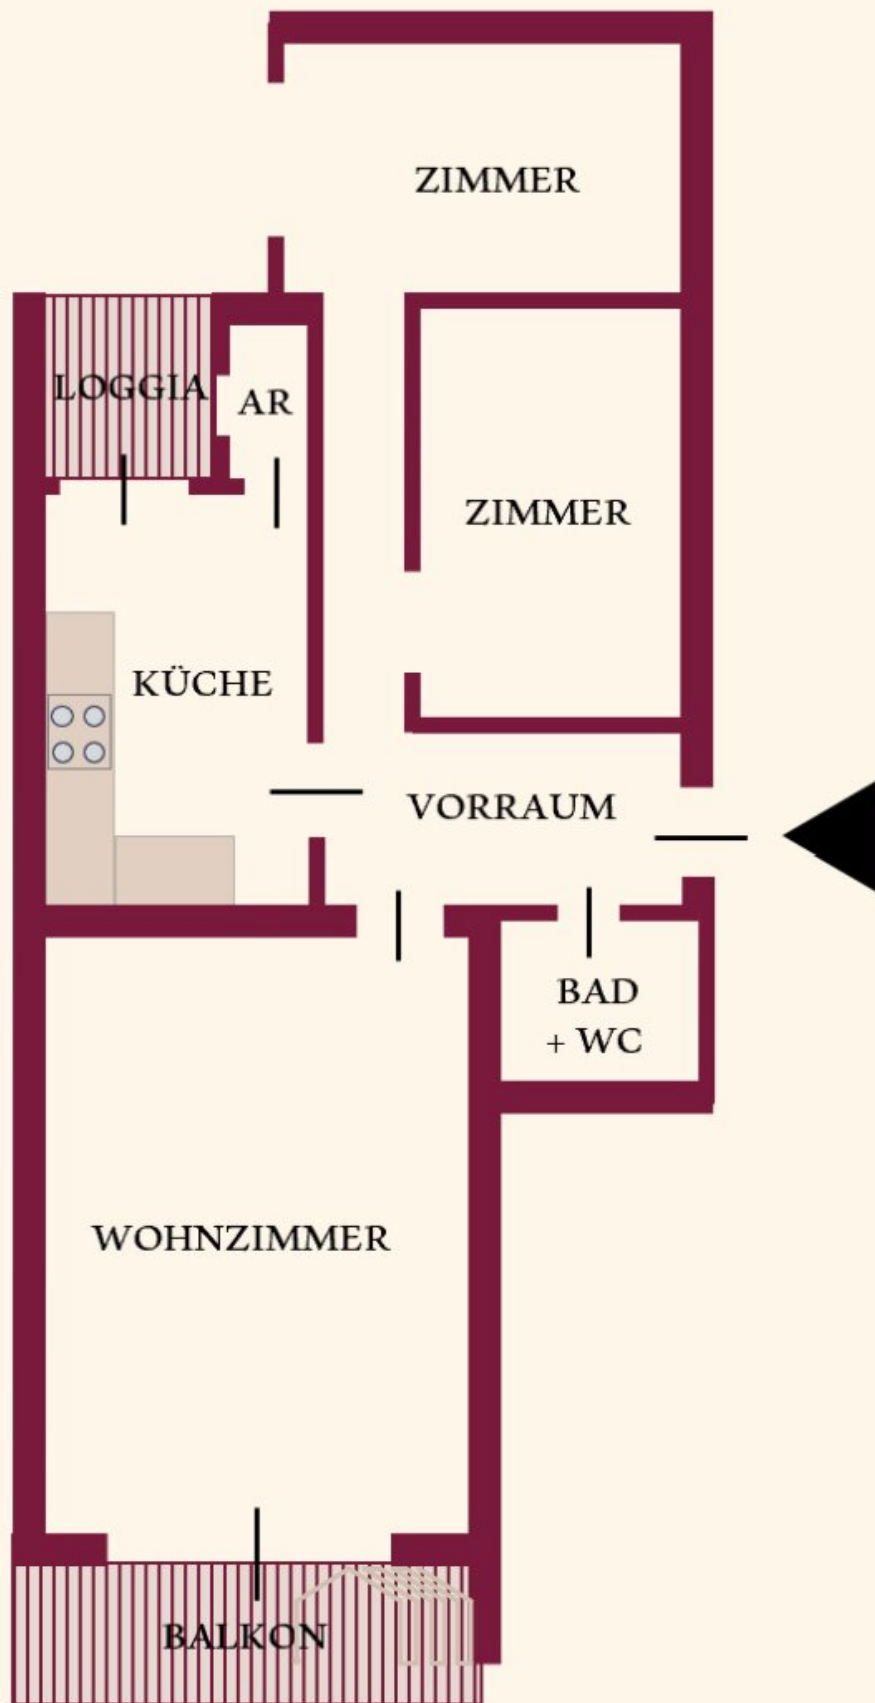 ZIMMER
LOGGIA
AR
ZIMMER
KÜCHE
VORRAUM
BAD
+ WC
WOHNZIMMER
BALKON